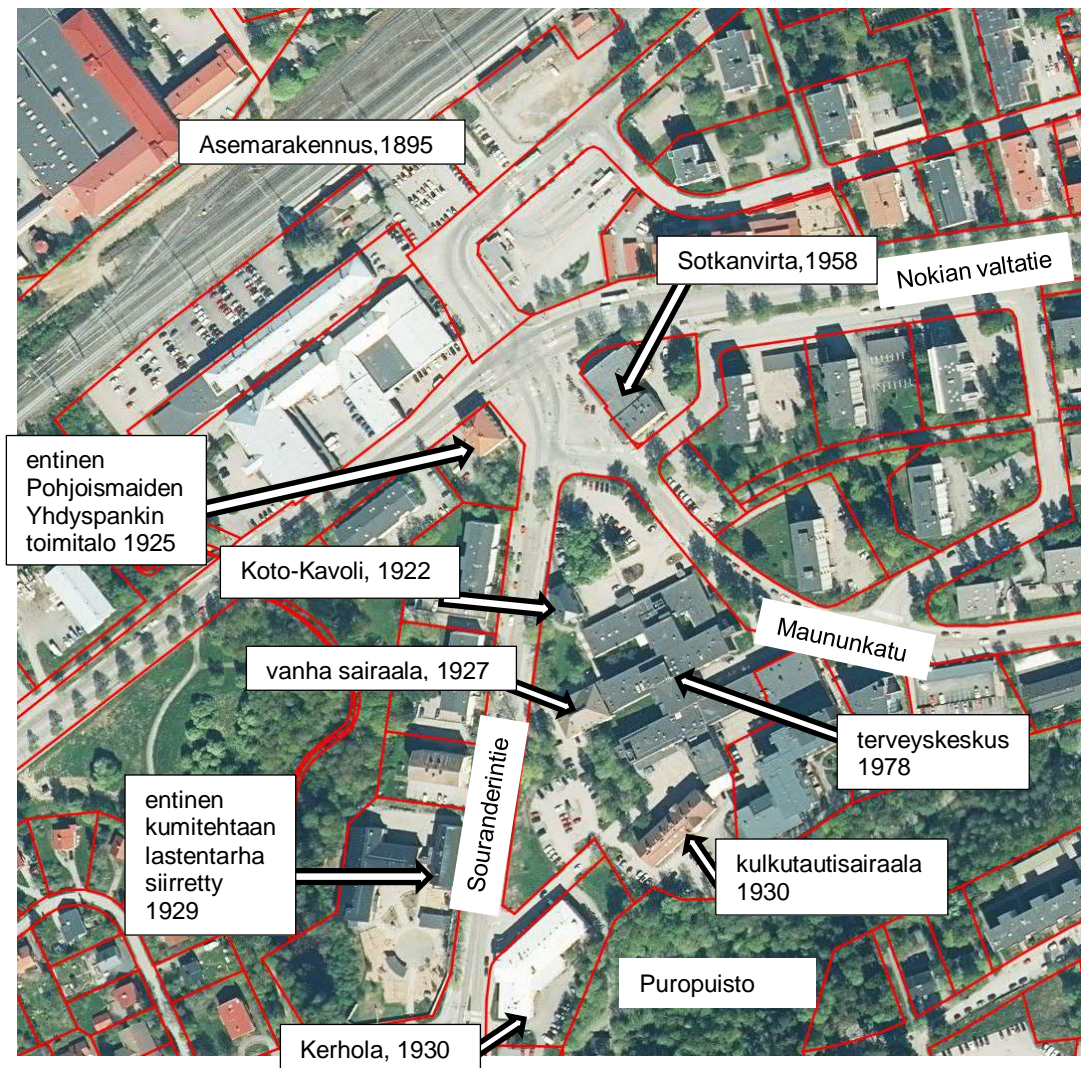 Asemarakennus,1895
Sotkanvirta,1958
Nokian valtatie
entinen
Pohjoismaiden
Yhdyspankin
toimitalo 1925
Koto-Kavoli, 1922
Maununkatu
vanha sairaala, 1927
terveyskeskus
1978
Souranderintie
entinen
kumitehtaan
lastentarha
siirretty
1929
kulkutautisairaala
1930
Puropuisto
Kerhola, 1930